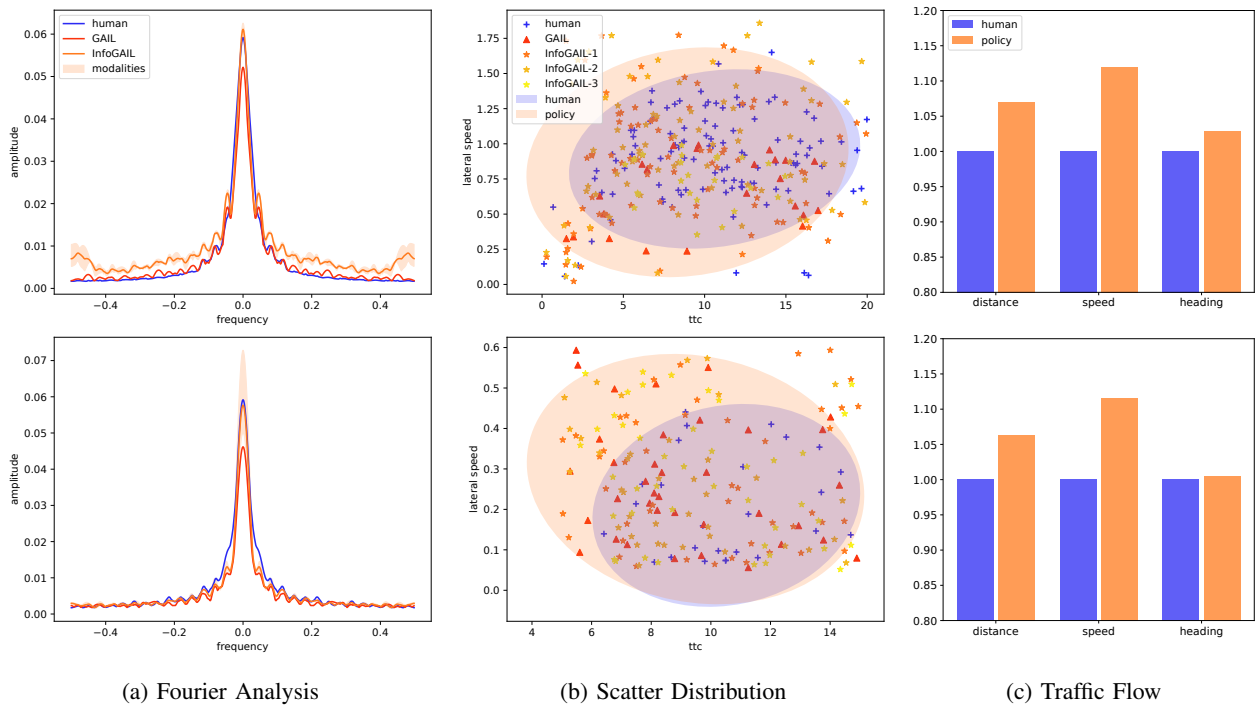 human
GAIL
InfoGAIL
modalities
0.06
0.05
0.04
0.03
0.02
0.01
0.00
amplitude
−0.4
−0.2
0.0
0.2
0.4
frequency
human
GAIL
InfoGAIL-1
InfoGAIL-2
InfoGAIL-3
human
policy
1.75
1.50
1.25
1.00
0.75
0.50
0.25
0.00
lateral speed
0
5
10
15
20
ttc
human
policy
1.20
1.15
1.10
1.05
1.00
0.95
0.90
0.85
0.80
distance
speed
heading
0.07
0.06
0.05
0.04
0.03
0.02
0.01
0.00
amplitude
−0.4
−0.2
0.0
0.2
0.4
frequency
0.6
0.5
0.4
0.3
0.2
0.1
0.0
lateral speed
4
6
8
10
12
14
ttc
1.20
1.15
1.10
1.05
1.00
0.95
0.90
0.85
0.80
distance
speed
heading
(a) Fourier Analysis
(b) Scatter Distribution
(c) Traffic Flow